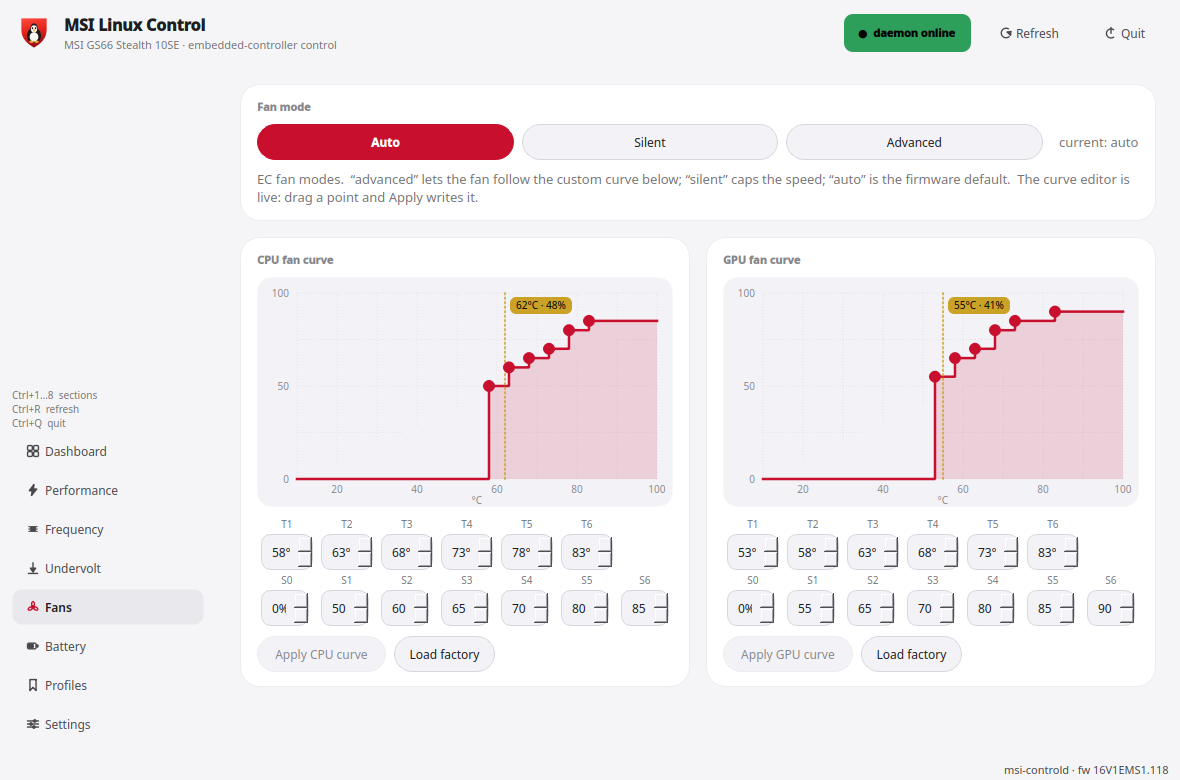 MSI Linux Control
MSI GS66 Stealth 10SE · embedded-controller control
● daemon online
Refresh
Quit
Fan mode
Auto
Silent
Advanced
current: auto
EC fan modes.  “advanced” lets the fan follow the custom curve below; “silent” caps the speed; “auto” is the firmware default.  The curve editor is
live: drag a point and Apply writes it.
Ctrl+1…8  sections
Ctrl+R  refresh
Ctrl+Q  quit
Dashboard
Performance
Frequency
Undervolt
Fans
Battery
Profiles
Settings
CPU fan curve
100
62°C · 48%
50
0
20 40 60 80 100
°C
T1 T2 T3 T4 T5 T6
58° 63° 68° 73° 78° 83°
S0 S1 S2 S3 S4 S5 S6
0% 50 60 65 70 80 85
Apply CPU curve
Load factory
GPU fan curve
100
55°C · 41%
50
0
20 40 60 80 100
°C
T1 T2 T3 T4 T5 T6
53° 58° 63° 68° 73° 83°
S0 S1 S2 S3 S4 S5 S6
0% 55 65 70 80 85 90
Apply GPU curve
Load factory
msi-controld · fw 16V1EMS1.118